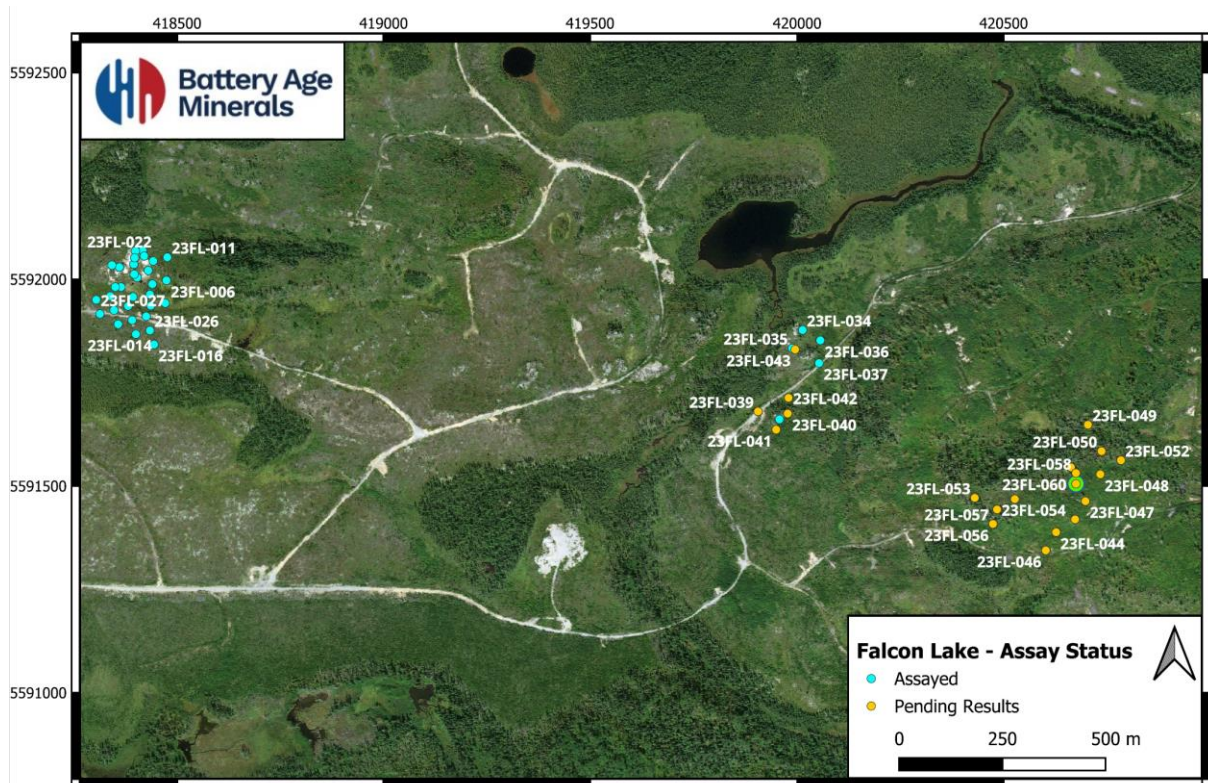 418500
419000
419500
420000
420500
5592500
Battery Age
Minerals
23FL-022
23FL-011
5592000
23FL-006
23FL-027
23FL-026
23FL-014
23FL-016
23FL-034
23FL-035
23FL-043
23FL-036
23FL-037
23FL-042
23FL-039
23FL-040
23FL-041
23FL-049
23FL-050
23FL-052
23FL-058
5591500
23FL-053
23FL-060
23FL-048
23FL-054
23FL-057
23FL-047
23FL-056
23FL-044
23FL-046
5591000
Falcon Lake - Assay Status
Assayed
Pending Results
0 250 500 m